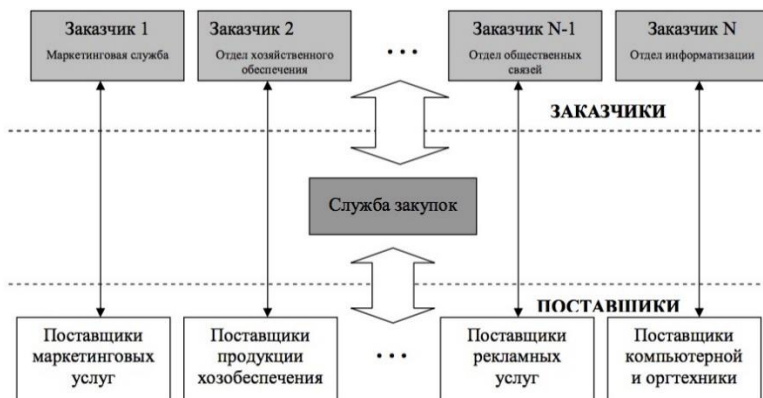 Заказчик 1
Маркетинговая служба
Заказчик 2
Отдел хозяйственного
обеспечения
...
Заказчик N-1
Отдел общественных
связей
Заказчик N
Отдел информатизации
ЗАКАЗЧИКИ
Служба закупок
ПОСТАВЩИКИ
Поставщики
маркетинговых
услуг
Поставщики
продукции
хозобеспечения
...
Поставщики
рекламных
услуг
Поставщики
компьютерной
и оргтехники